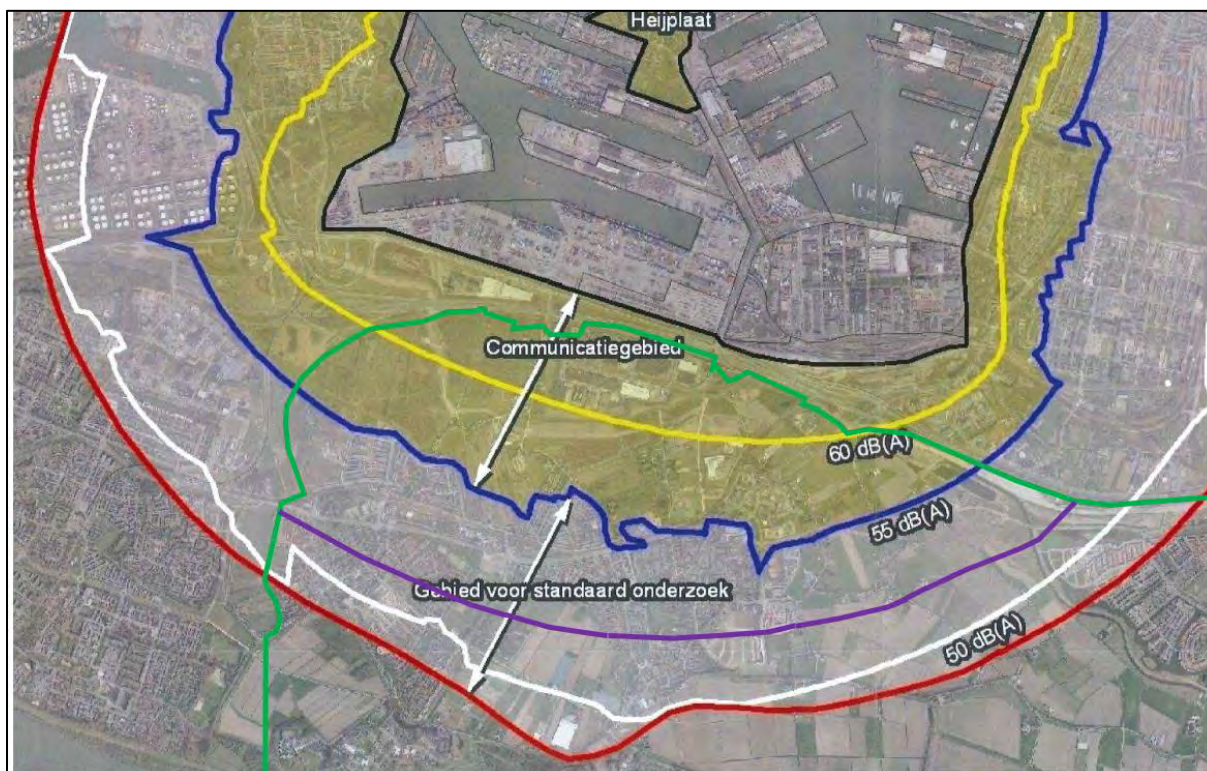 Heijplaat
Communicatiegebied
60 dB(A)
55 dB(A)
Gebied voor standaard onderzoek
50 dB(A)